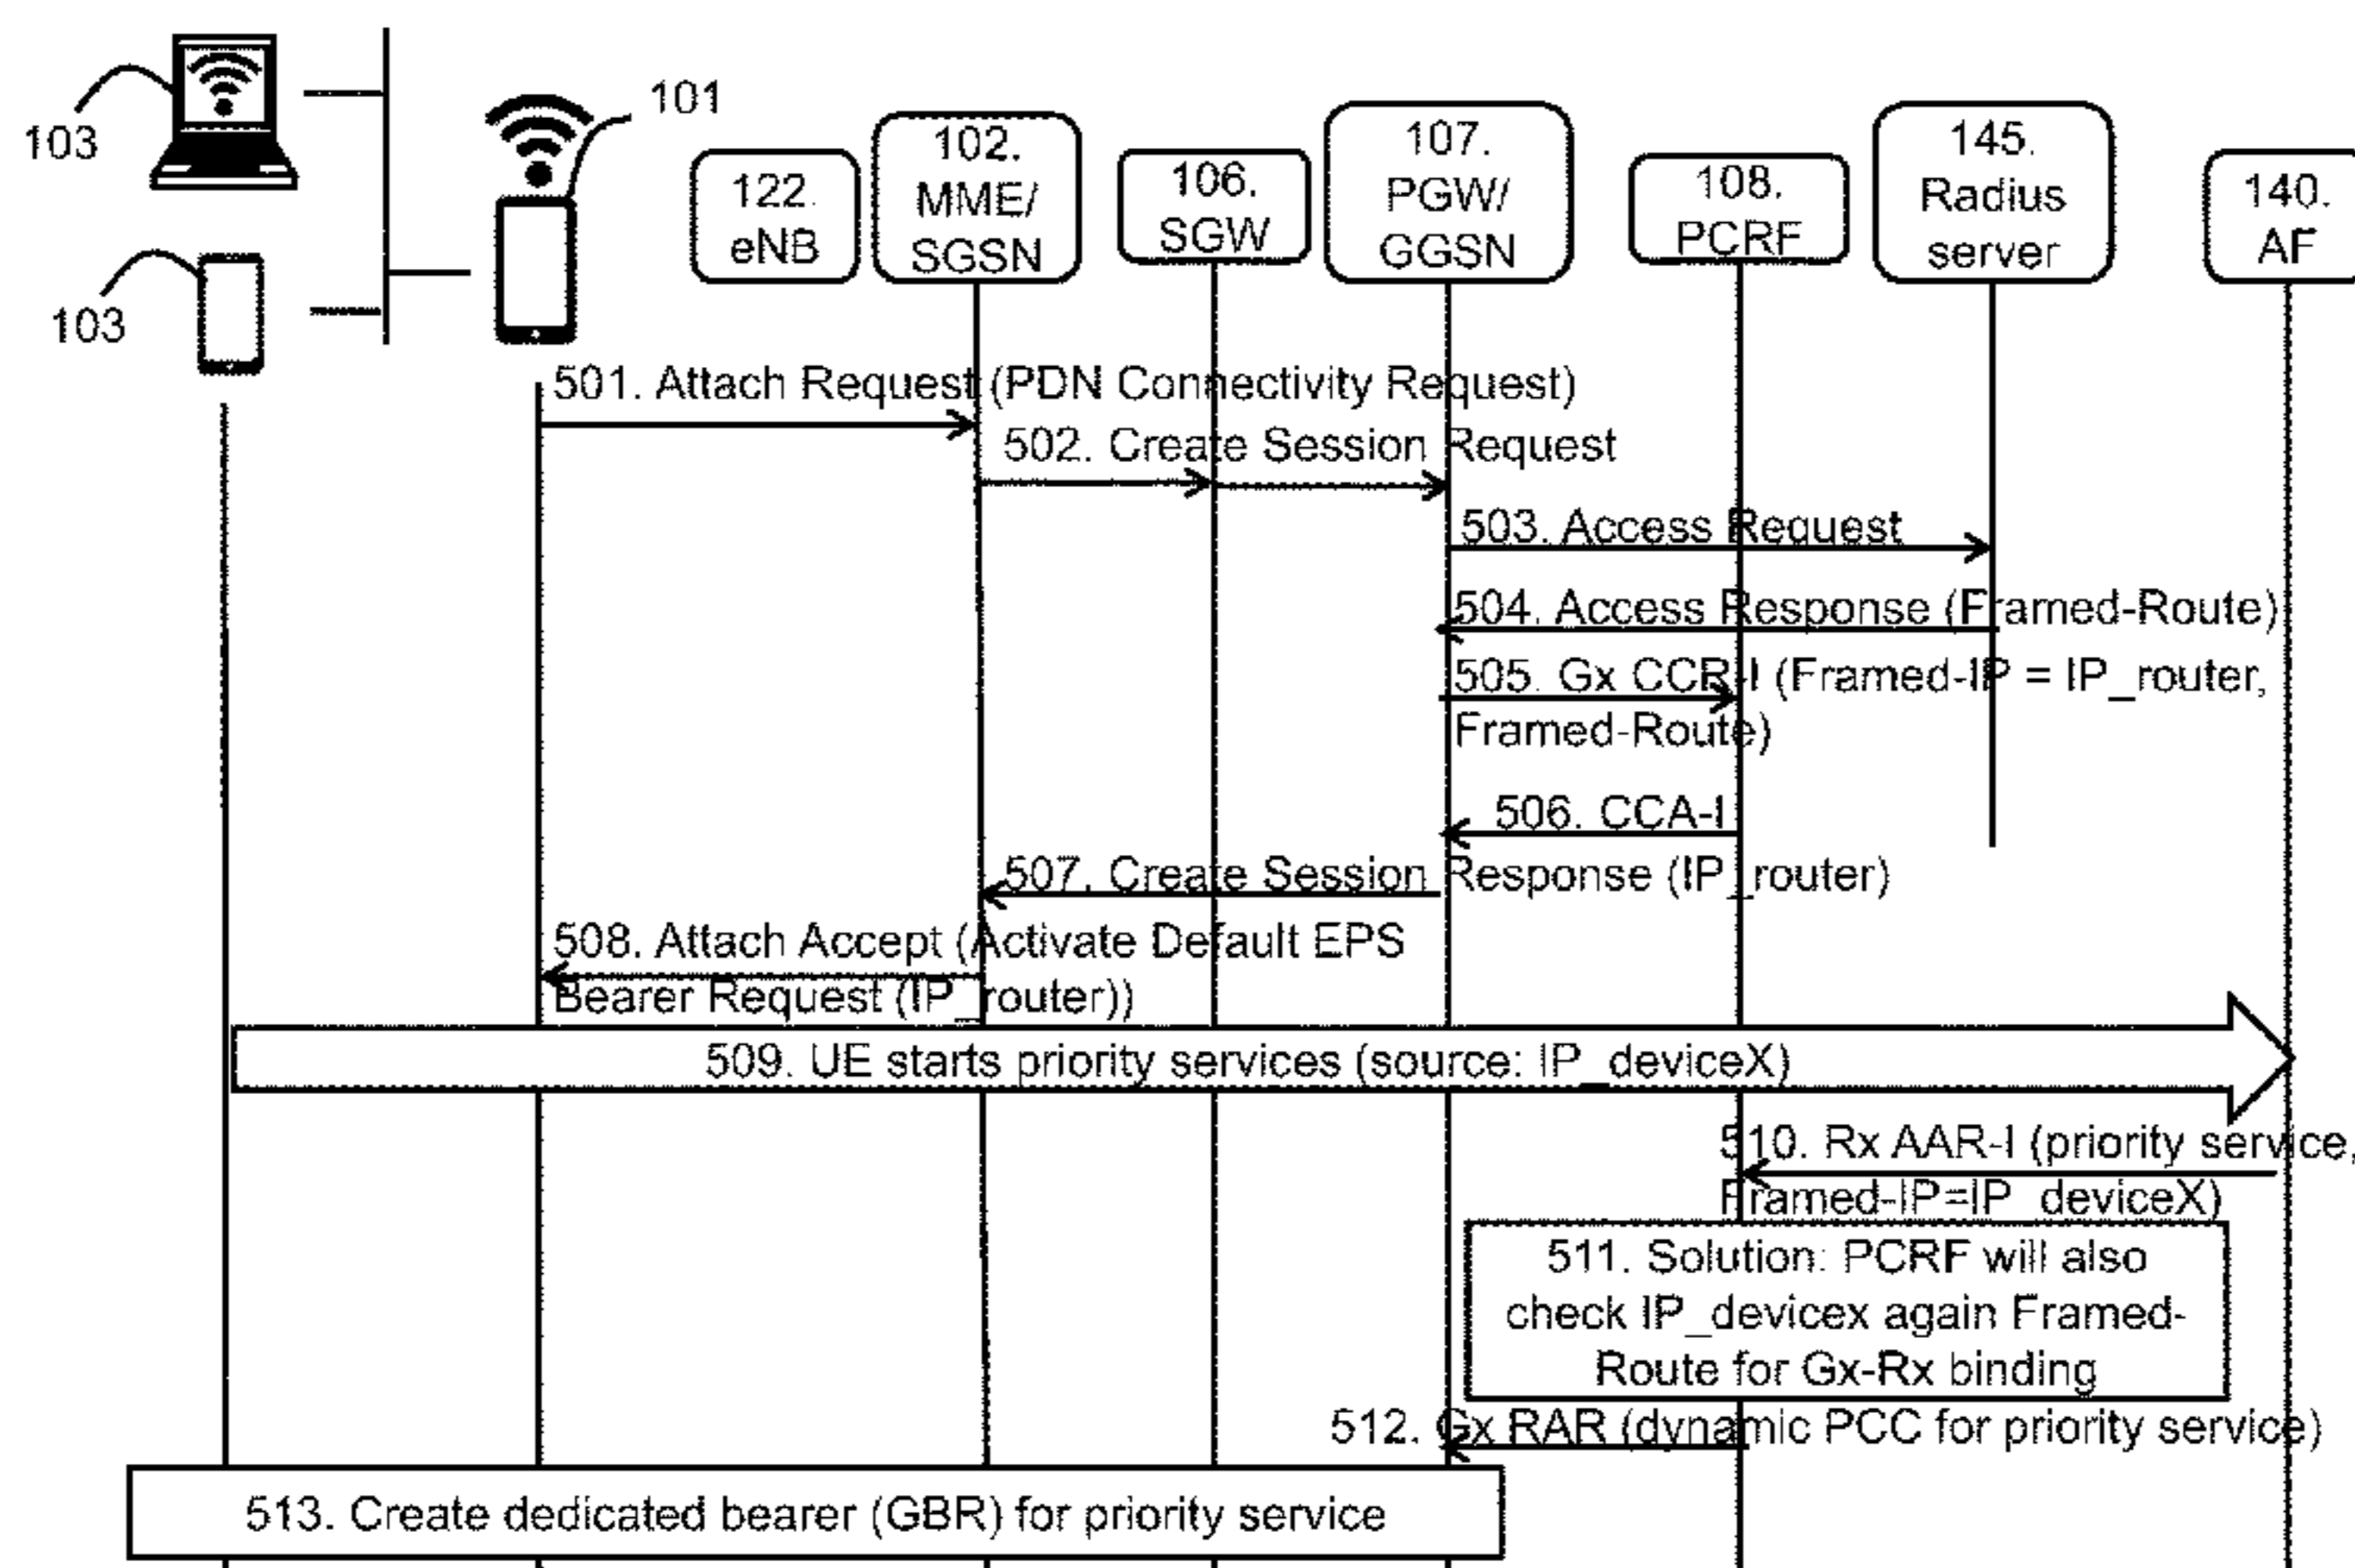 103
103
101
122.
eNB
102.
MME/
SGSN
106.
SGW
107.
PGW/
GGSN
108.
PCRF
145.
Radius
server
140.
AF
501. Attach Request (PDN Connectivity Request)
502. Create Session Request
503. Access Request
504. Access Response (Framed-Route)
505. Gx CCR-I (Framed-IP = IP_router,
Framed-Route)
506. CCA-I
507. Create Session Response (IP_router)
508. Attach Accept (Activate Default EPS
Bearer Request (IP_router))
509. UE starts priority services (source: IP_deviceX)
510. Rx AAR-I (priority service,
Framed-IP=IP_deviceX)
511. Solution: PCRF will also
check IP_devicex again Framed-
Route for Gx-Rx binding
512. Gx RAR (dynamic PCC for priority service)
513. Create dedicated bearer (GBR) for priority service